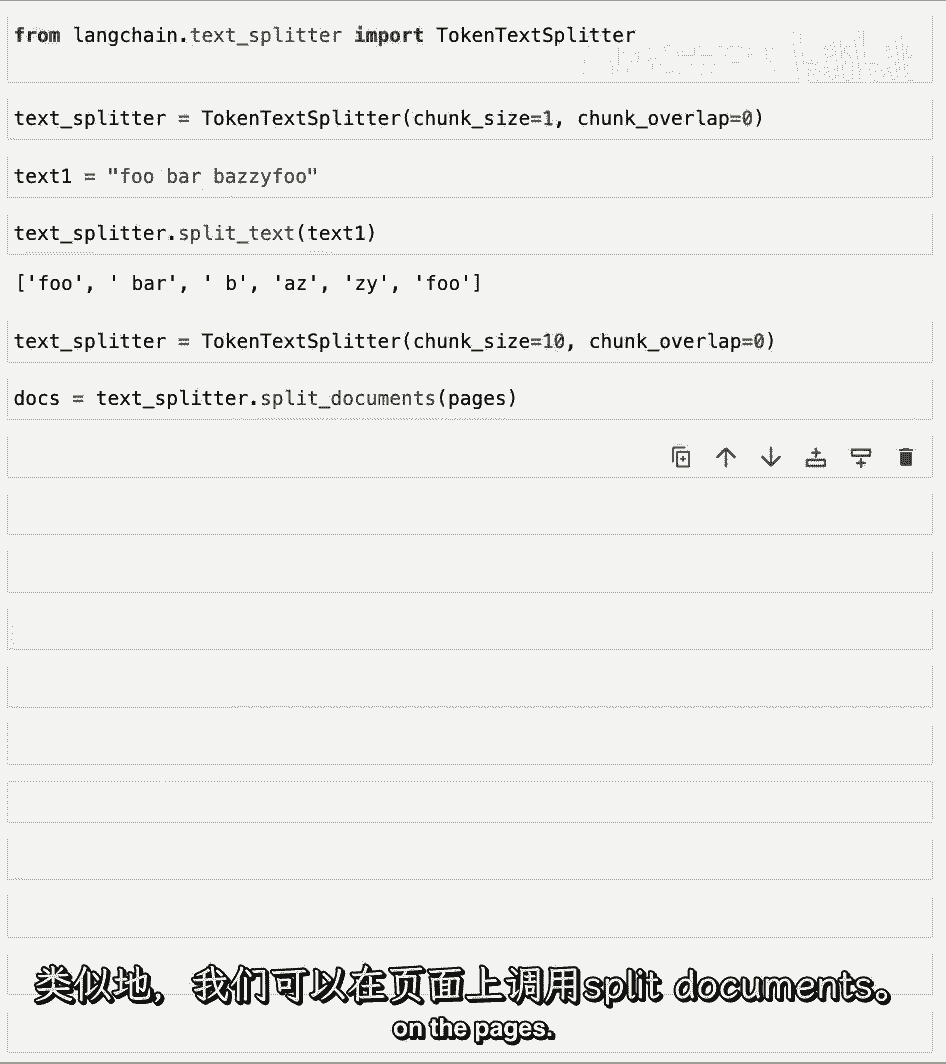 from langchain.text_splitter import TokenTextSplitter
text_splitter = TokenTextSplitter(chunk_size=1, chunk_overlap=0)
text1 = "foo bar bazzyfoo"
text_splitter.split_text(text1)
['foo', ' bar', ' b', 'az', 'zy', 'foo']
text_splitter = TokenTextSplitter(chunk_size=10, chunk_overlap=0)
docs = text_splitter.split_documents(pages)
类似地，我们可以在页面上调用split documents。
on the pages.